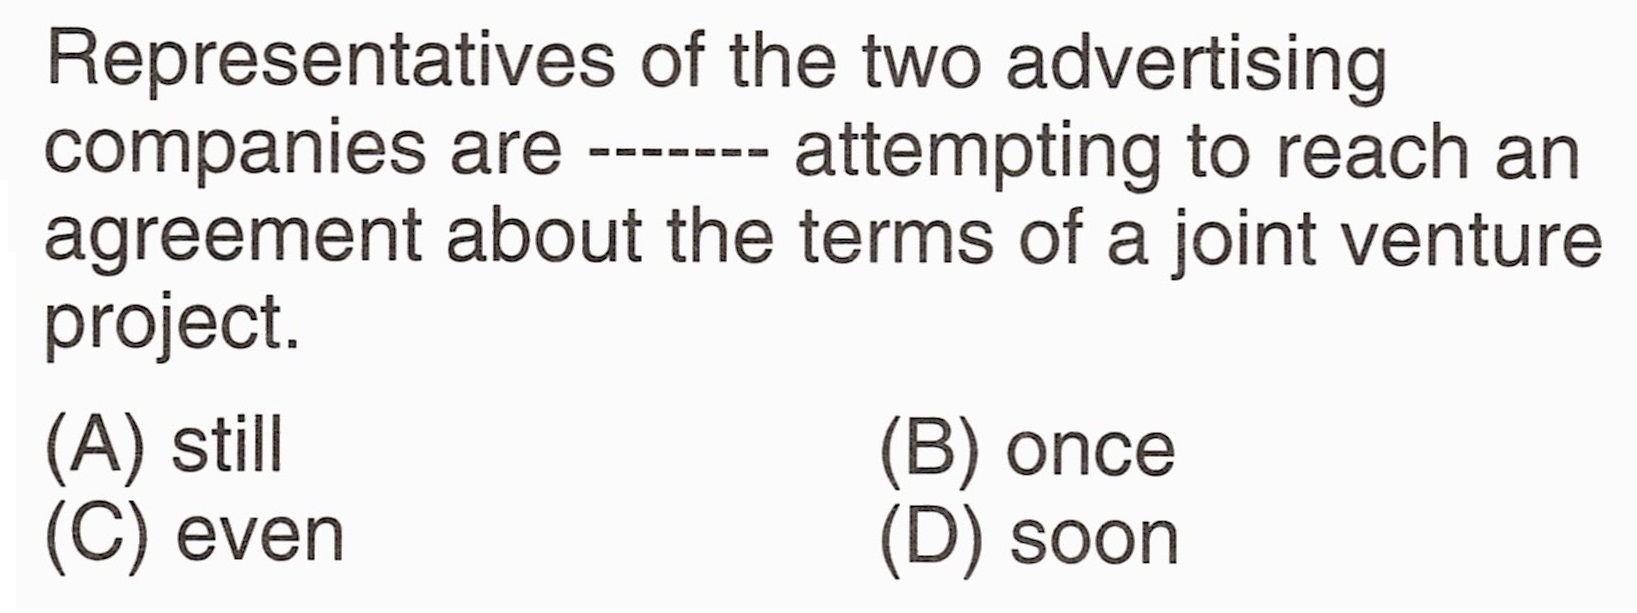 Representatives of the two advertising
companies are ------- attempting to reach an
agreement about the terms of a joint venture
project.
(A) still (B) once
(C) even (D) soon